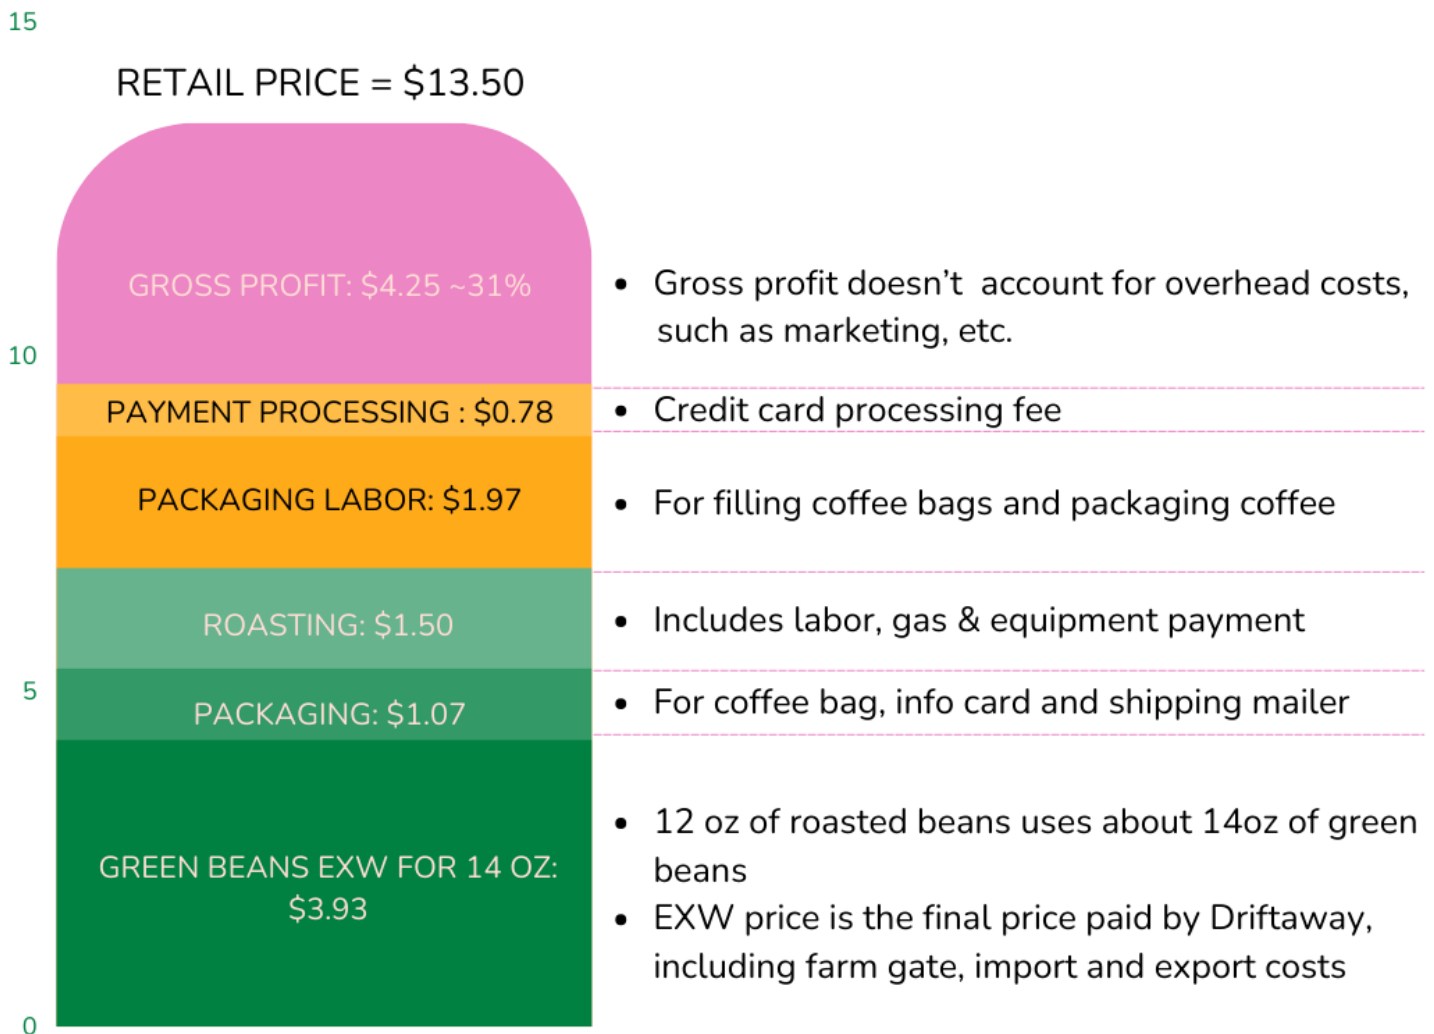 15
RETAIL PRICE = $13.50
GROSS PROFIT: $4.25 ~31%
• Gross profit doesn’t  account for overhead costs,
such as marketing, etc.
10
PAYMENT PROCESSING : $0.78
• Credit card processing fee
PACKAGING LABOR: $1.97
• For filling coffee bags and packaging coffee
ROASTING: $1.50
• Includes labor, gas & equipment payment
5
PACKAGING: $1.07
• For coffee bag, info card and shipping mailer
GREEN BEANS EXW FOR 14 OZ:
$3.93
• 12 oz of roasted beans uses about 14oz of green
beans
• EXW price is the final price paid by Driftaway,
including farm gate, import and export costs
0